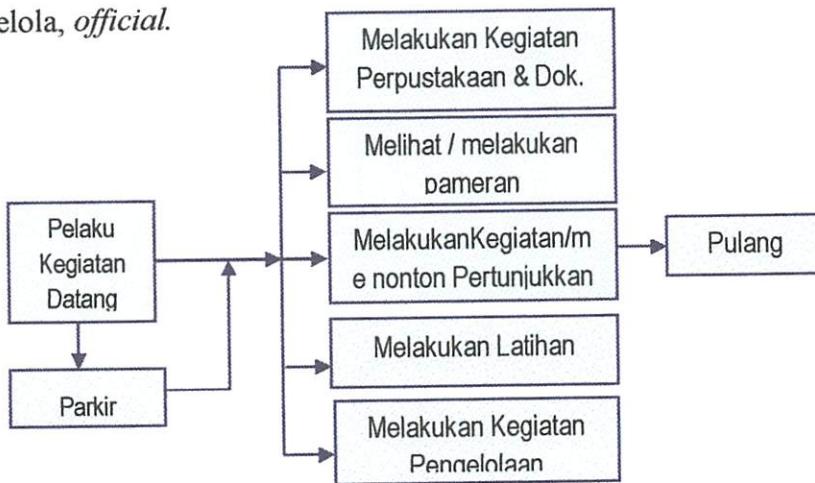 elola, official.
Melakukan Kegiatan
Perpustakaan & Dok.
Melihat / melakukan
pameran
Pelaku
Kegiatan
Datang
MelakukanKegiatan/m
e nonton Pertunjukkan
Pulang
Melakukan Latihan
Parkir
Melakukan Kegiatan
Pengelolaan